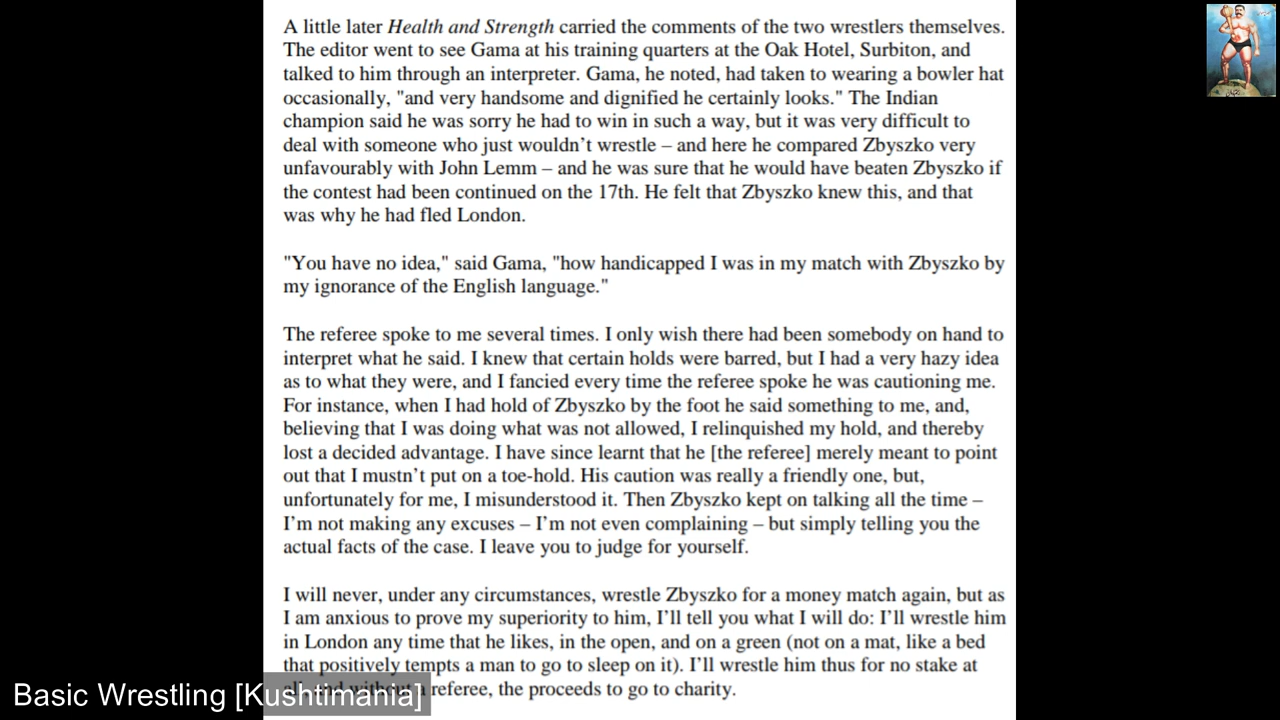 A little later Health and Strength carried the comments of the two wrestlers themselves.
The editor went to see Gama at his training quarters at the Oak Hotel, Surbiton, and
talked to him through an interpreter. Gama, he noted, had taken to wearing a bowler hat
occasionally, "and very handsome and dignified he certainly looks." The Indian
champion said he was sorry he had to win in such a way, but it was very difficult to
deal with someone who just wouldn’t wrestle – and here he compared Zbyszko very
unfavourably with John Lemm – and he was sure that he would have beaten Zbyszko if
the contest had been continued on the 17th. He felt that Zbyszko knew this, and that
was why he had fled London.
"You have no idea," said Gama, "how handicapped I was in my match with Zbyszko by
my ignorance of the English language."
The referee spoke to me several times. I only wish there had been somebody on hand to
interpret what he said. I knew that certain holds were barred, but I had a very hazy idea
as to what they were, and I fancied every time the referee spoke he was cautioning me.
For instance, when I had hold of Zbyszko by the foot he said something to me, and,
believing that I was doing what was not allowed, I relinquished my hold, and thereby
lost a decided advantage. I have since learnt that he [the referee] merely meant to point
out that I mustn’t put on a toe-hold. His caution was really a friendly one, but,
unfortunately for me, I misunderstood it. Then Zbyszko kept on talking all the time –
I’m not making any excuses – I’m not even complaining – but simply telling you the
actual facts of the case. I leave you to judge for yourself.
I will never, under any circumstances, wrestle Zbyszko for a money match again, but as
I am anxious to prove my superiority to him, I’ll tell you what I will do: I’ll wrestle him
in London any time that he likes, in the open, and on a green (not on a mat, like a bed
that positively tempts a man to go to sleep on it). I’ll wrestle him thus for no stake at
all, and without a referee, the proceeds to go to charity.
Basic Wrestling [Kushtimania]